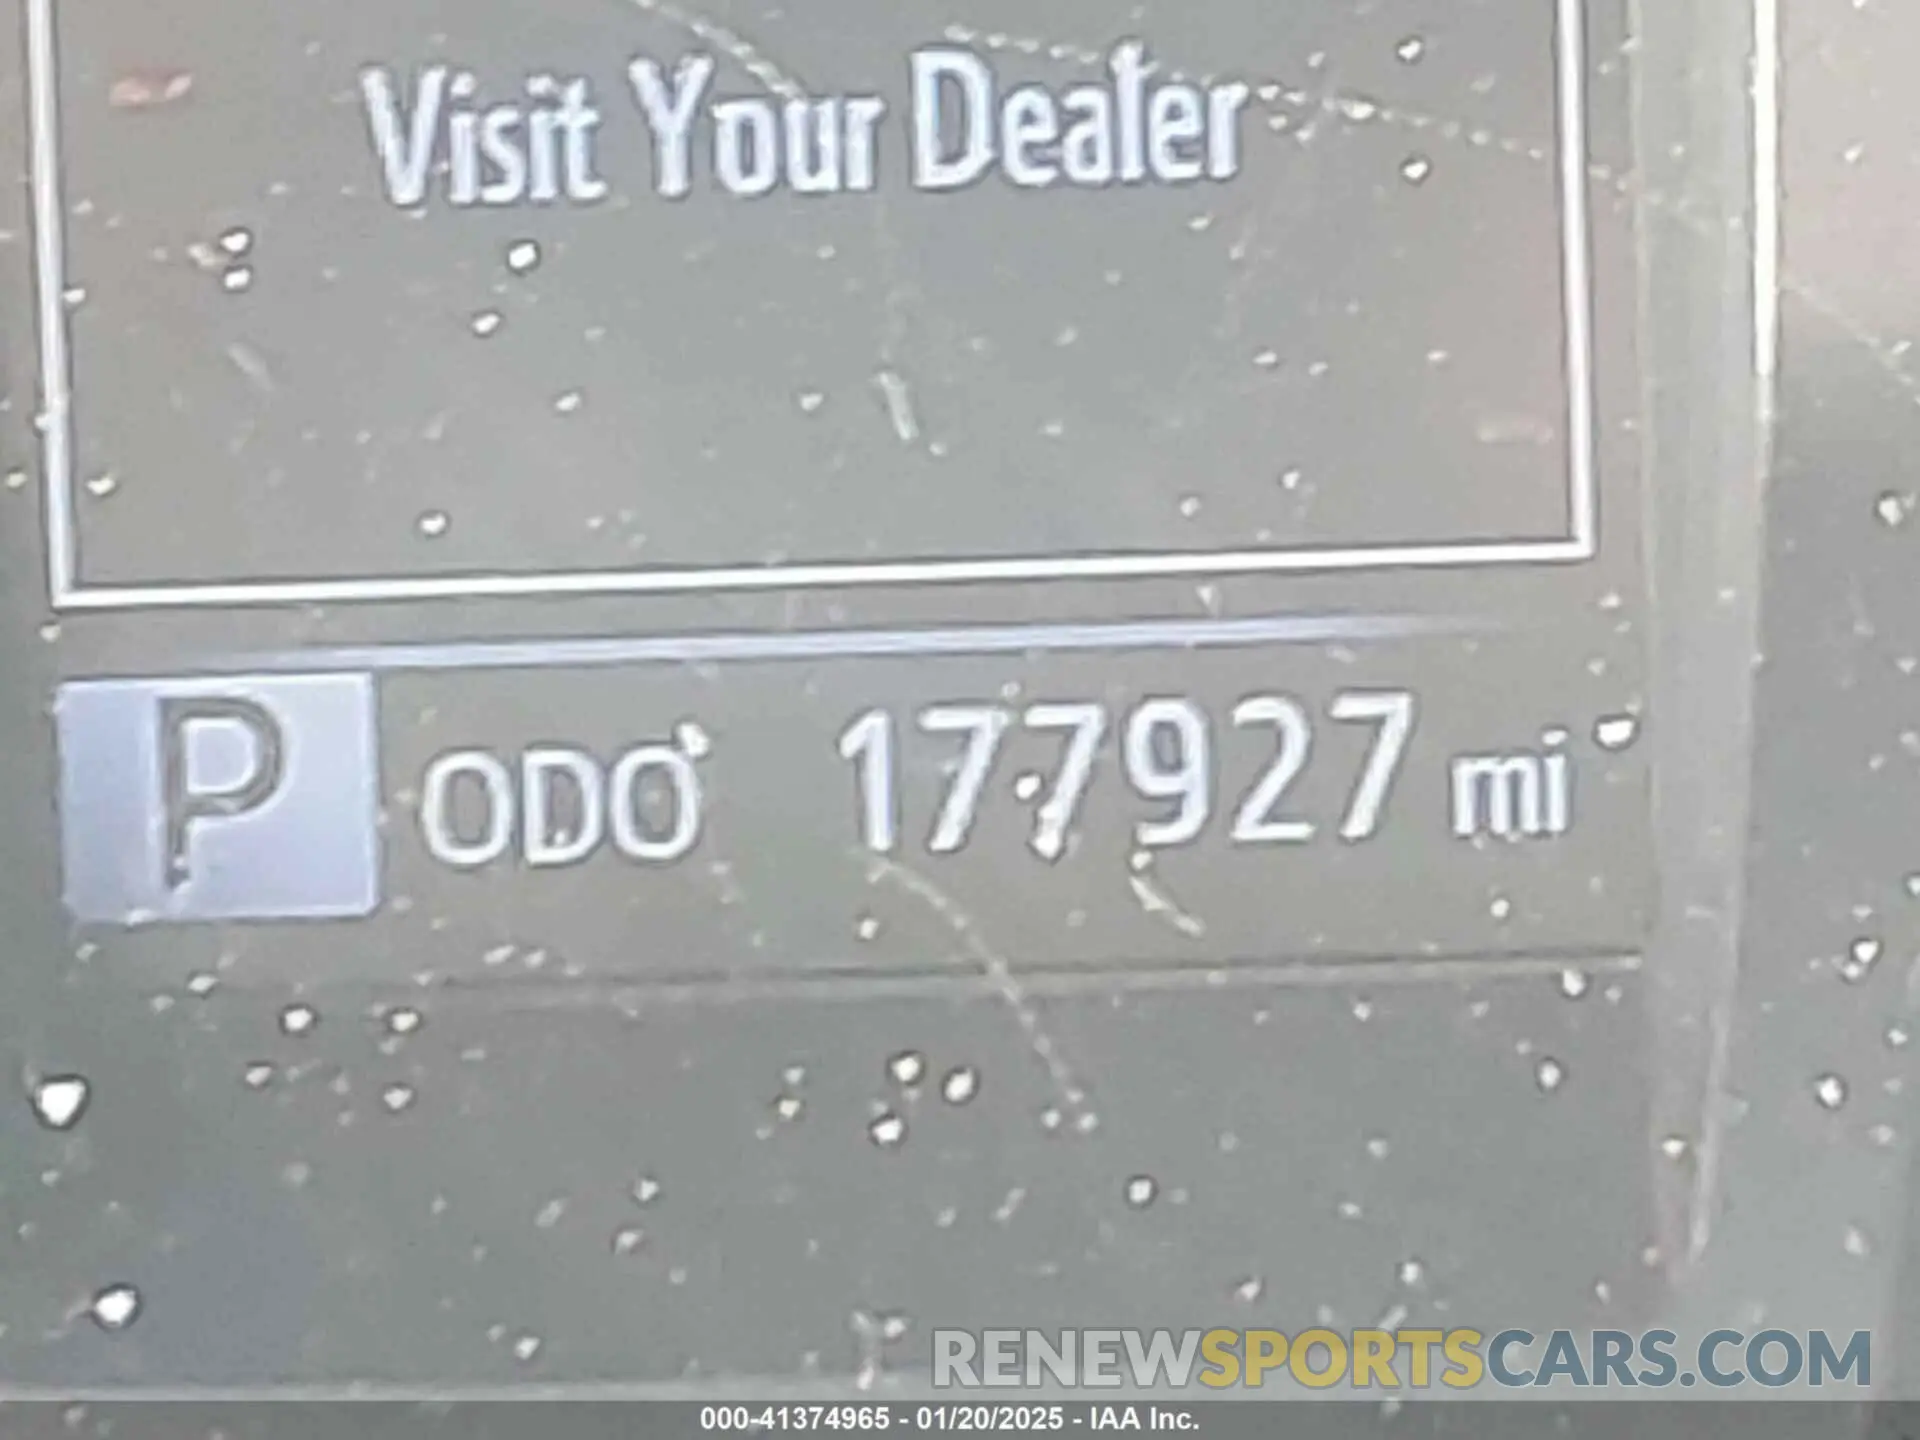 Visit Your Dealer
P ODO 177927 mi
RENEWSPORTSCARS.COM
000-41374965 - 01/20/2025 - IAA Inc.